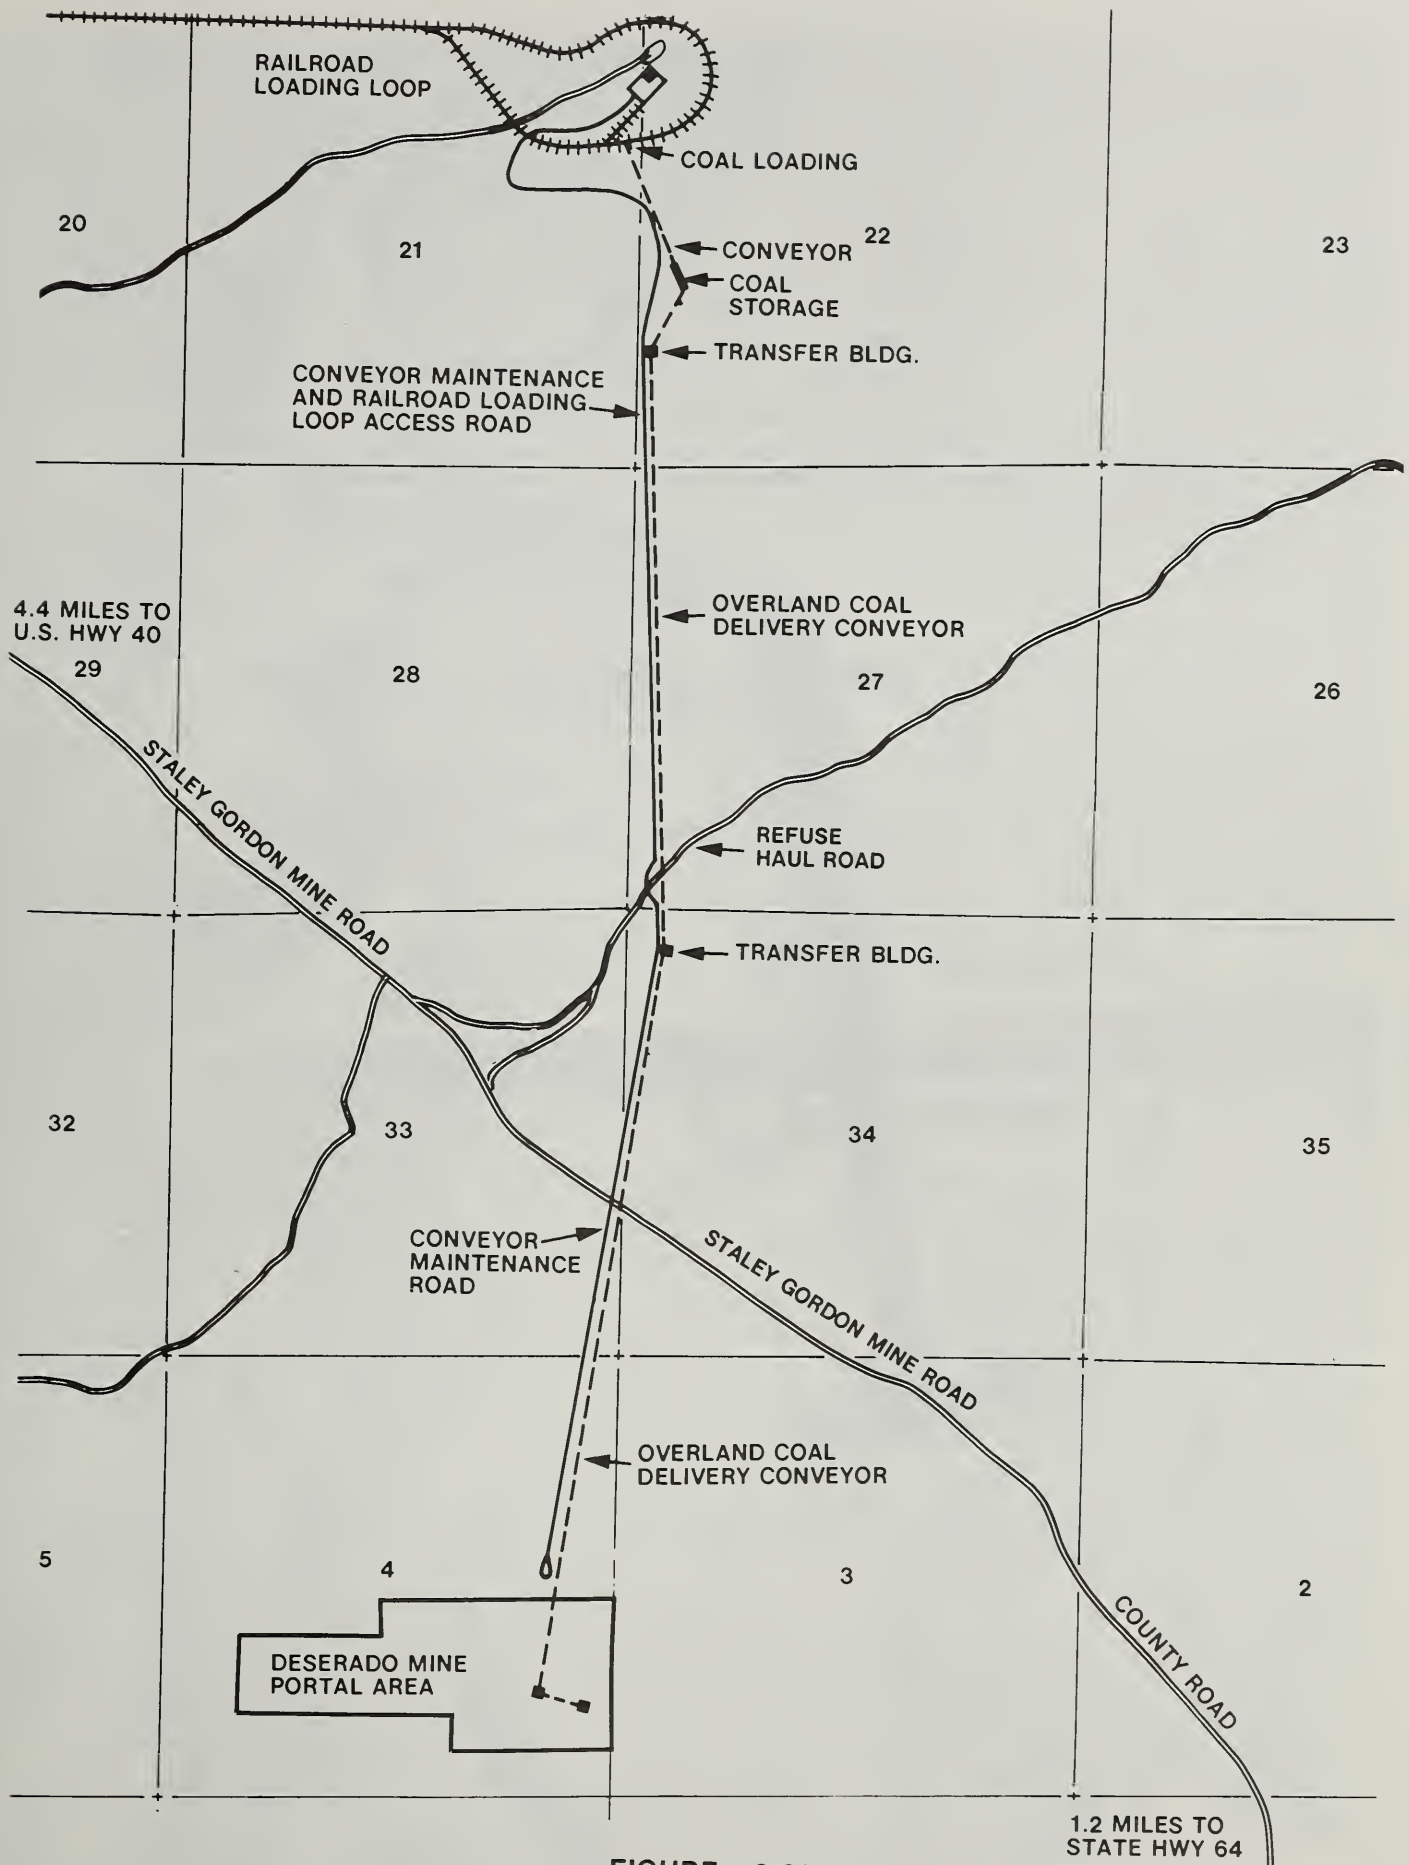 RAILROAD
LOADING LOOP
COAL LOADING
20
21
22
23
CONVEYOR
COAL
STORAGE
TRANSFER BLDG.
CONVEYOR MAINTENANCE
AND RAILROAD LOADING
LOOP ACCESS ROAD
4.4 MILES TO
U.S. HWY 40
OVERLAND COAL
DELIVERY CONVEYOR
29
28
27
26
STALEY GORDON MINE ROAD
REFUSE
HAUL ROAD
TRANSFER BLDG.
32
33
34
35
CONVEYOR
MAINTENANCE
ROAD
STALEY GORDON MINE ROAD
OVERLAND COAL
DELIVERY CONVEYOR
5
4
3
2
COUNTY ROAD
DESERADO MINE
PORTAL AREA
1.2 MILES TO
STATE HWY 64
FIGURE